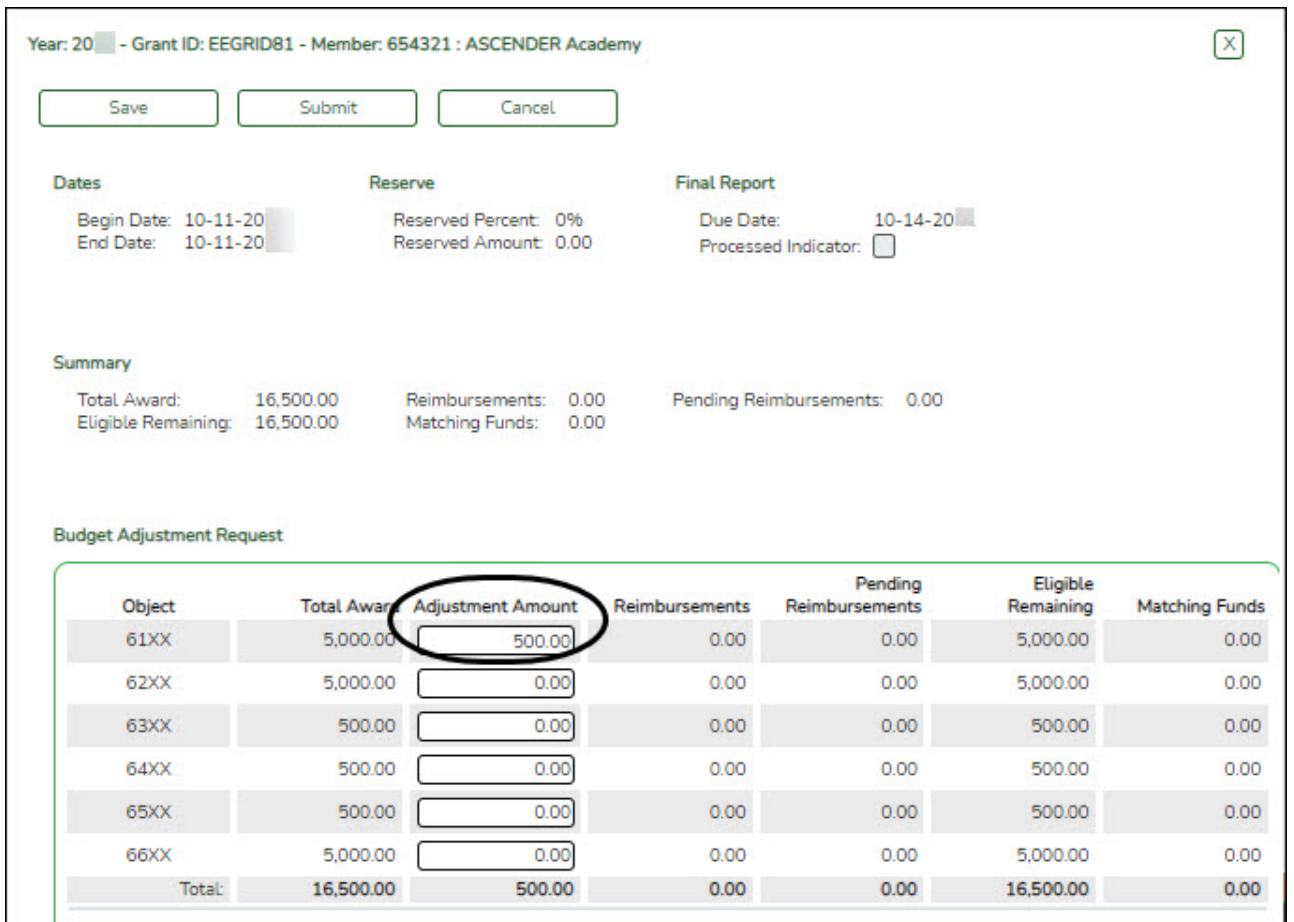 Year: 20 - Grant ID: EEGRID81 - Member: 654321 : ASCENDER Academy X
Save Submit Cancel
Dates Reserve Final Report
Begin Date: 10-11-20 Reserved Percent: 0% Due Date: 10-14-20
End Date: 10-11-20 Reserved Amount: 0.00 Processed Indicator:
Summary
Total Award: 16,500.00 Reimbursements: 0.00 Pending Reimbursements: 0.00
Eligible Remaining: 16,500.00 Matching Funds: 0.00
Budget Adjustment Request
Object Total Award Adjustment Amount Reimbursements Pending Reimbursements Eligible Remaining Matching Funds
61XX 5,000.00 500.00 0.00 0.00 5,000.00 0.00
62XX 5,000.00 0.00 0.00 0.00 5,000.00 0.00
63XX 500.00 0.00 0.00 0.00 500.00 0.00
64XX 500.00 0.00 0.00 0.00 500.00 0.00
65XX 500.00 0.00 0.00 0.00 500.00 0.00
66XX 5,000.00 0.00 0.00 0.00 5,000.00 0.00
Total: 16,500.00 500.00 0.00 0.00 16,500.00 0.00